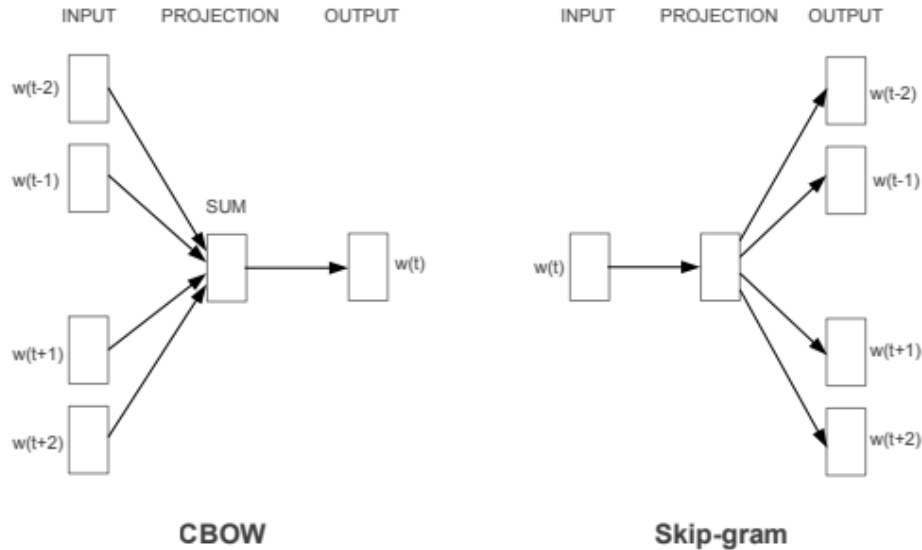 INPUT PROJECTION OUTPUT
w(t-2)
w(t-1)
SUM
w(t)
w(t+1)
w(t+2)
CBOW
INPUT PROJECTION OUTPUT
w(t-2)
w(t-1)
w(t)
w(t+1)
w(t+2)
Skip-gram